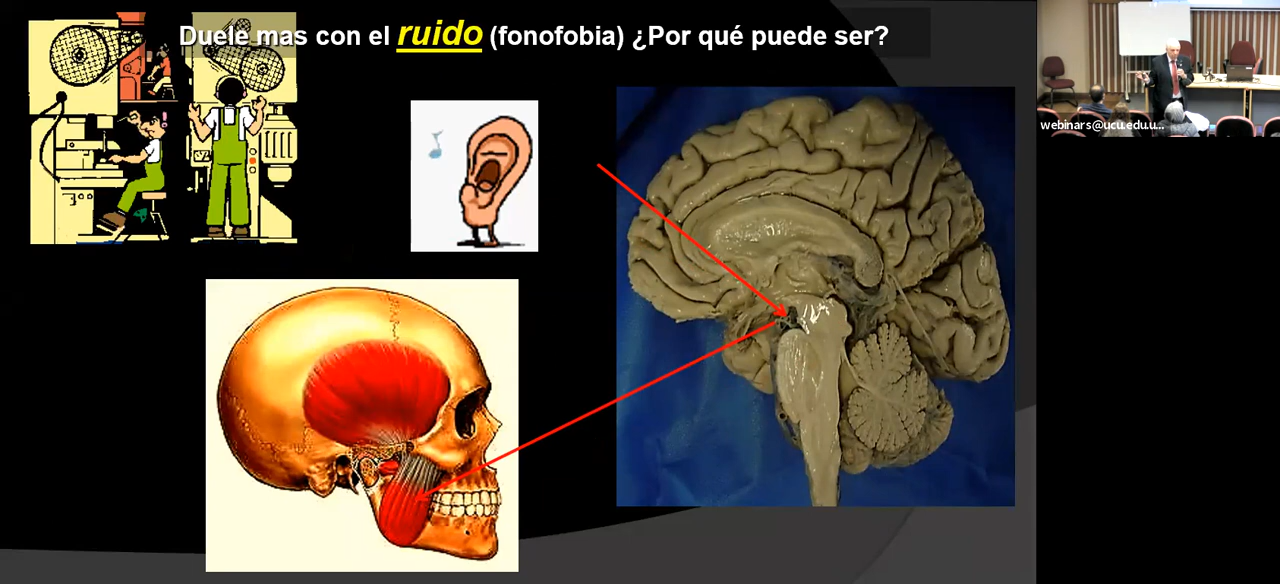 Duele mas con el ruido (fonofobia) ¿Por qué puede ser?
webinars@ucu.edu.u...